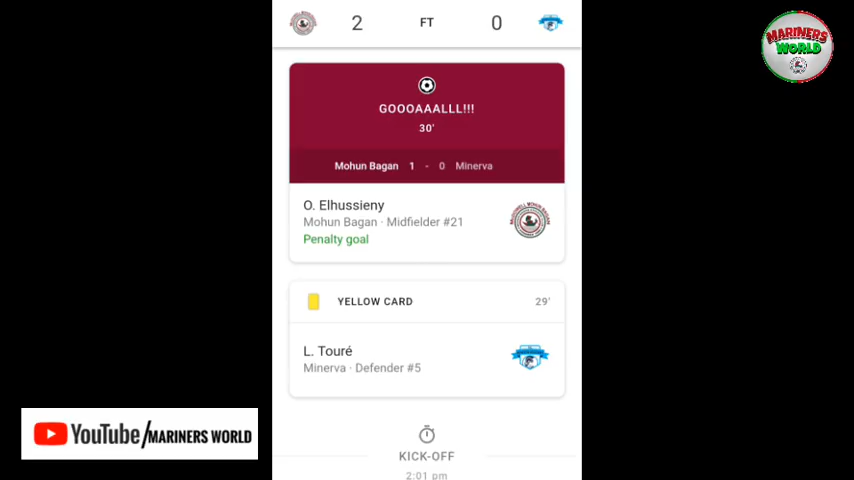 2 FT 0
MARINERS
WORLD
GOOOAAALLL!!!
30'
Mohun Bagan 1 - 0 Minerva
O. Elhussieny
Mohun Bagan · Midfielder #21
Penalty goal
YELLOW CARD 29'
L. Touré
Minerva · Defender #5
YouTube/MARINERS WORLD
KICK-OFF
2:01 pm